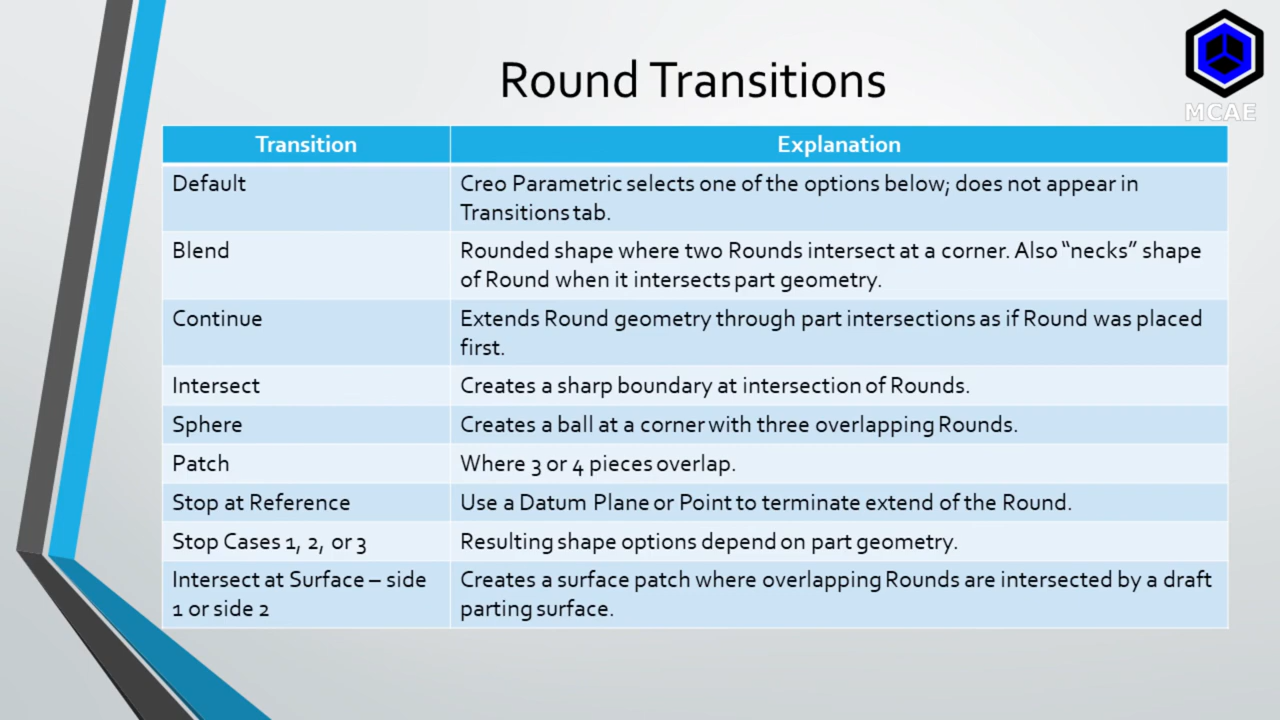 MCAE
Round Transitions
Transition
Explanation
Default
Creo Parametric selects one of the options below; does not appear in
Transitions tab.
Blend
Rounded shape where two Rounds intersect at a corner. Also “necks” shape
of Round when it intersects part geometry.
Continue
Extends Round geometry through part intersections as if Round was placed
first.
Intersect
Creates a sharp boundary at intersection of Rounds.
Sphere
Creates a ball at a corner with three overlapping Rounds.
Patch
Where 3 or 4 pieces overlap.
Stop at Reference
Use a Datum Plane or Point to terminate extend of the Round.
Stop Cases 1, 2, or 3
Resulting shape options depend on part geometry.
Intersect at Surface – side
1 or side 2
Creates a surface patch where overlapping Rounds are intersected by a draft
parting surface.